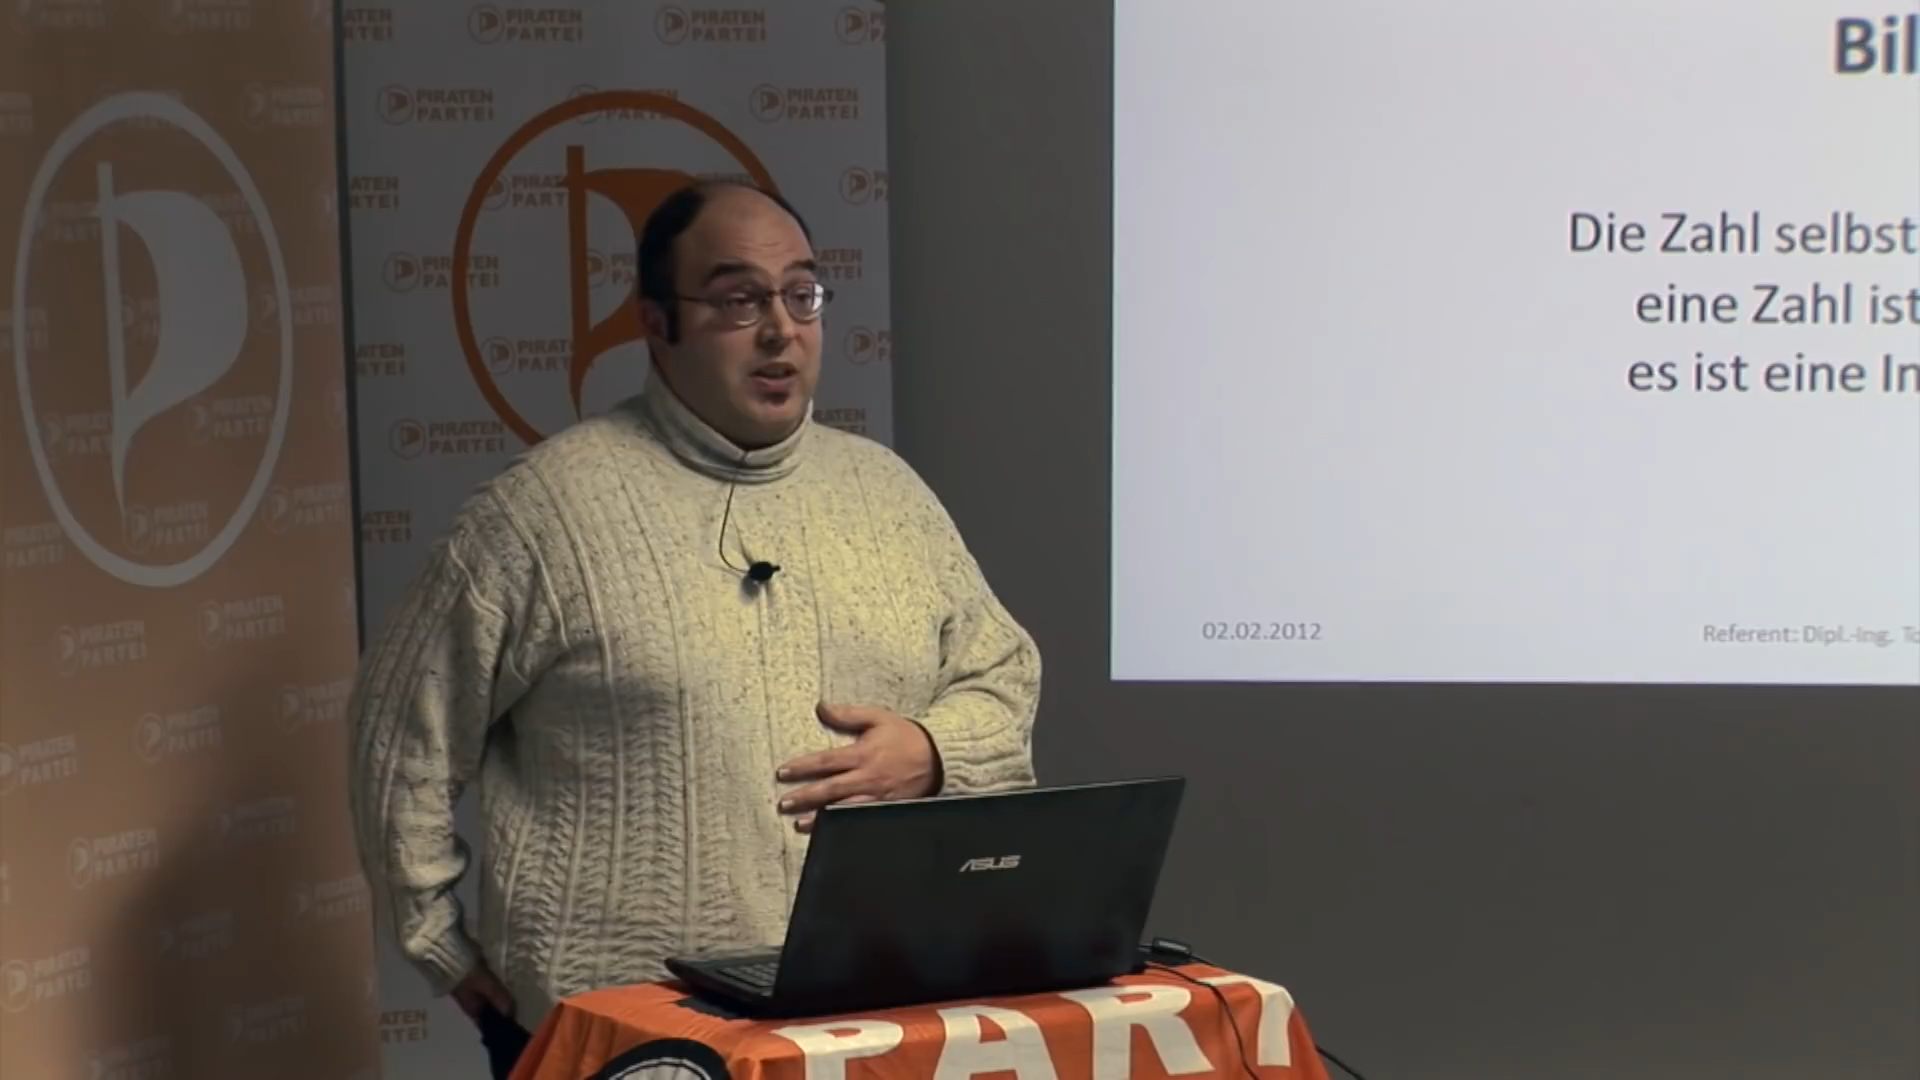 PIRATEN
PARTEI
Bil
Die Zahl selbst
eine Zahl ist
es ist eine In
02.02.2012
Referent: Dipl.-Ing. To
ASUS
PART